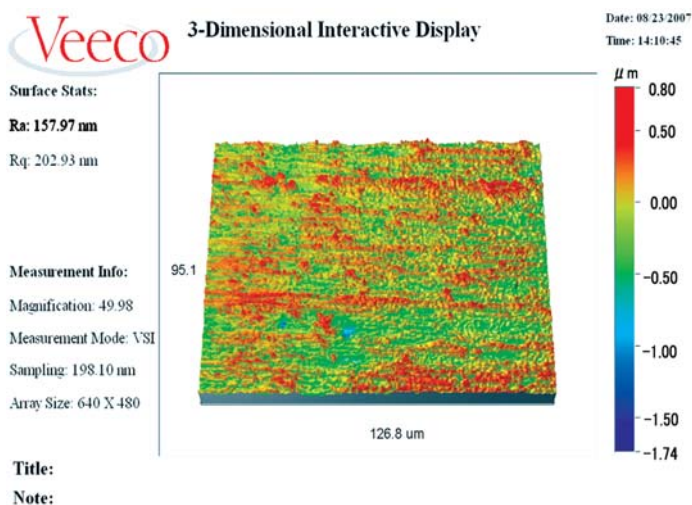 Veeco
3-Dimensional Interactive Display
Date: 08/23/2007
Time: 14:10:45
Surface Stats:
Ra: 157.97 nm
Rq: 202.93 nm
Measurement Info:
Magnification: 49.98
Measurement Mode: VSI
Sampling: 198.10 nm
Array Size: 640 X 480
95.1
126.8 um
μm
0.80
0.50
0.00
−0.50
−1.00
−1.50
−1.74
Title:
Note: